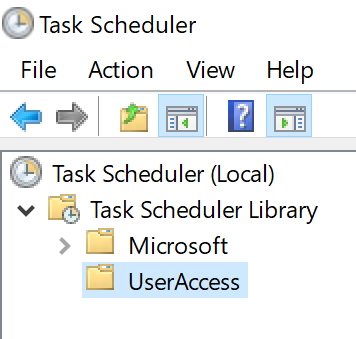 Task Scheduler
File Action View Help
Task Scheduler (Local)
Task Scheduler Library
Microsoft
UserAccess